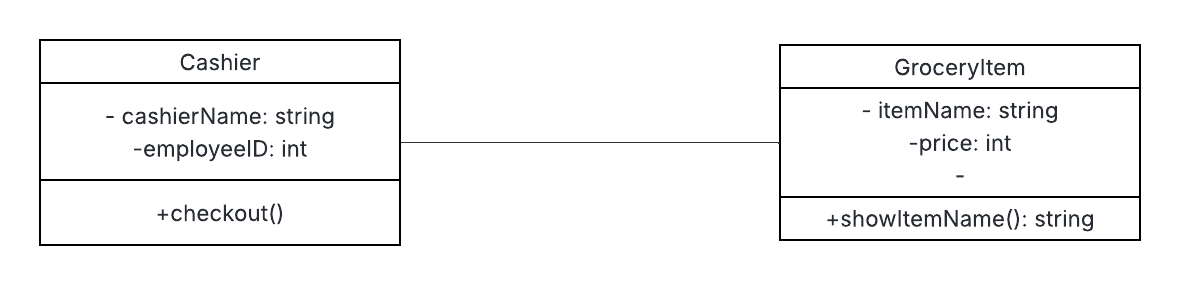 Cashier
- cashierName: string
-employeeID: int
+checkout()
GroceryItem
- itemName: string
-price: int
-
+showItemName(): string